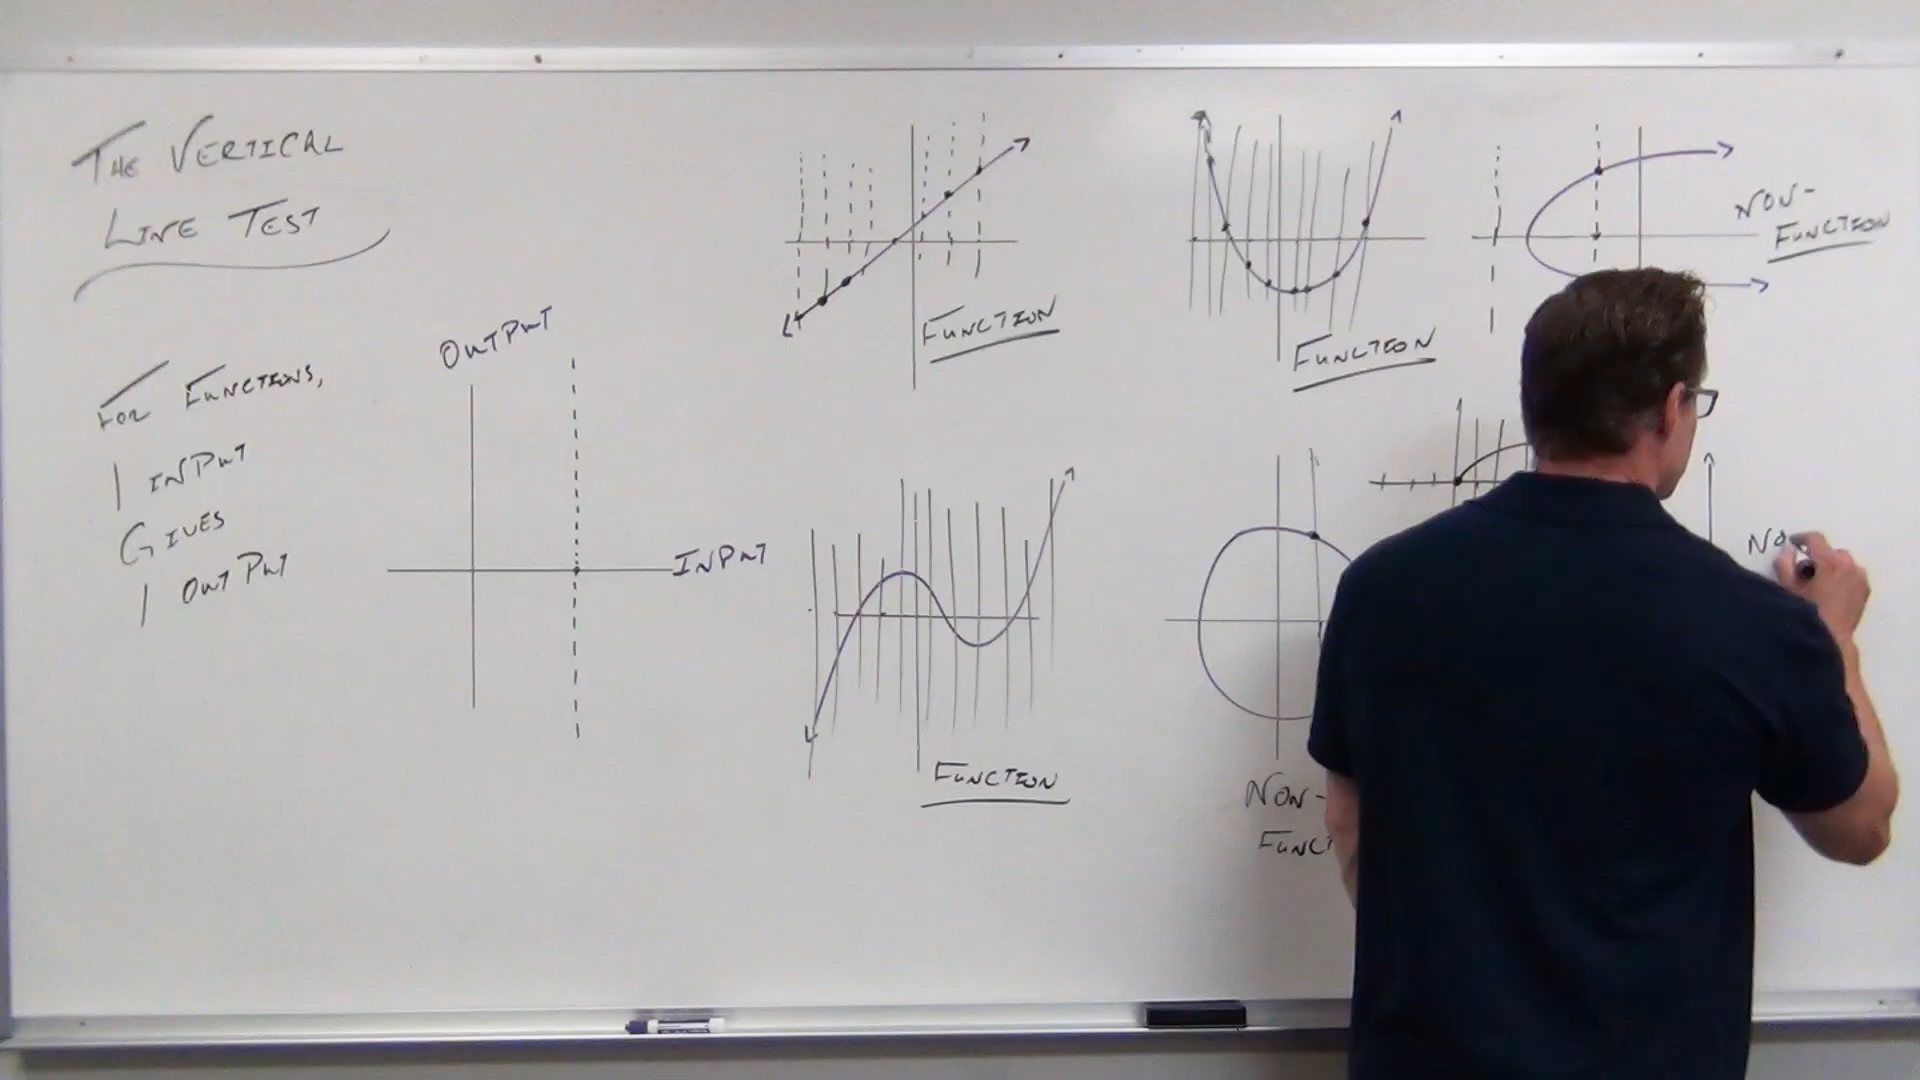 THE VERTICAL
LINE TEST
FOR FUNCTIONS,
1 INPUT
GIVES
1 OUTPUT
OUTPUT
INPUT
FUNCTION
FUNCTION
NON-
FUNCTION
FUNCTION
NON-
FUNCT
NO